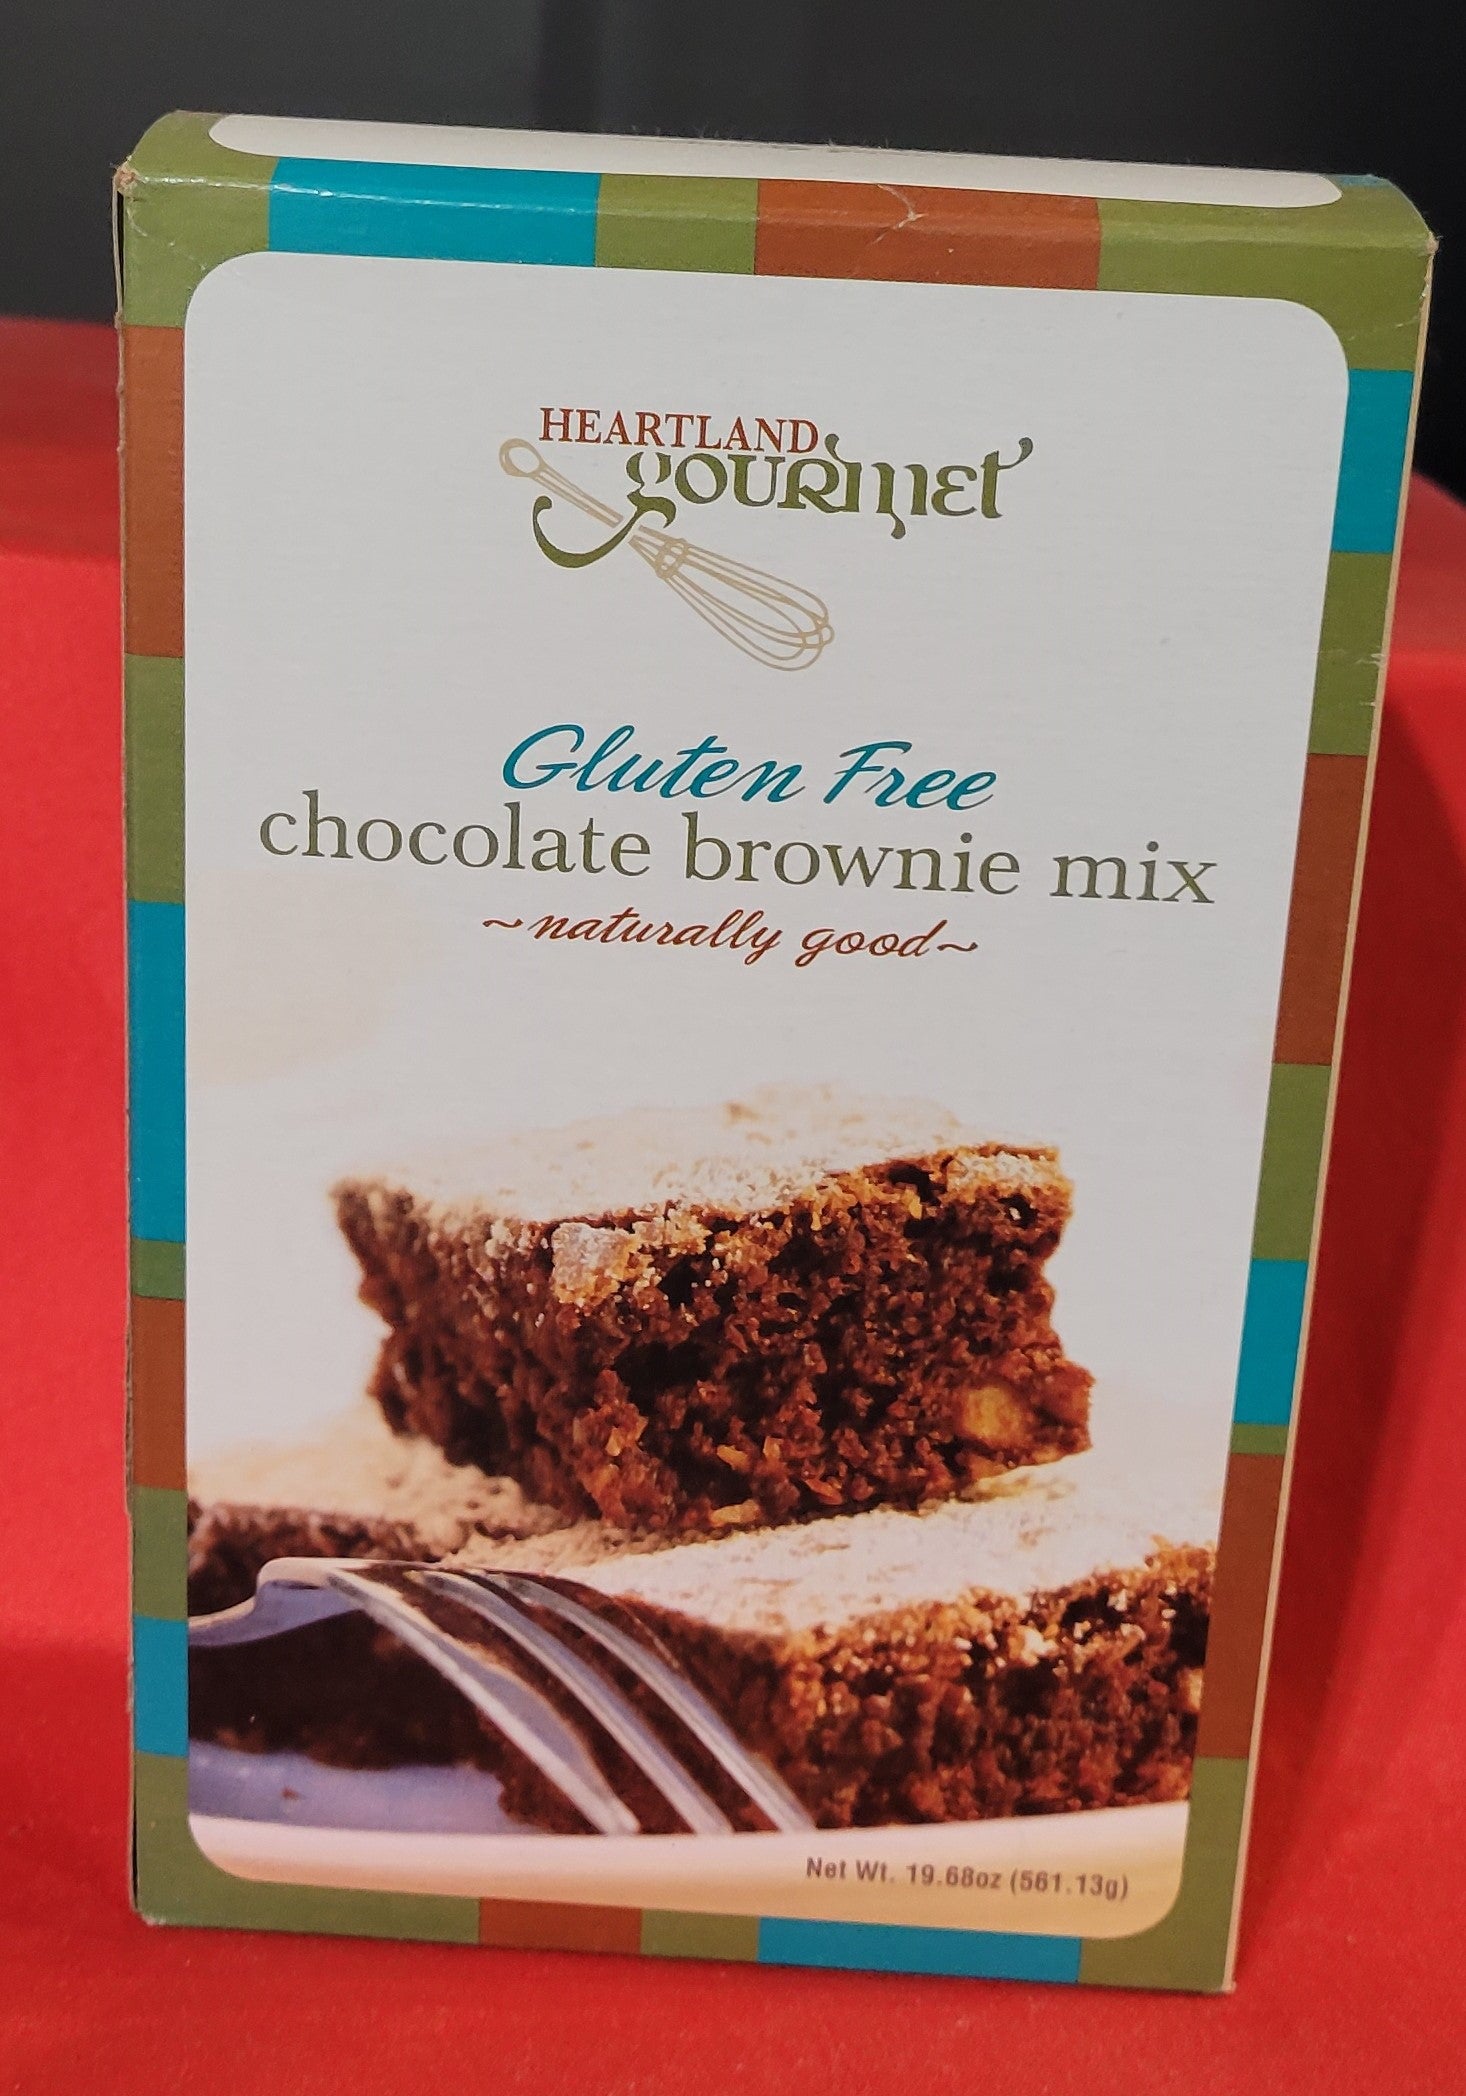 HEARTLAND
gourmet
Gluten Free
chocolate brownie mix
~naturally good~
Net Wt. 19.68oz (561.13g)